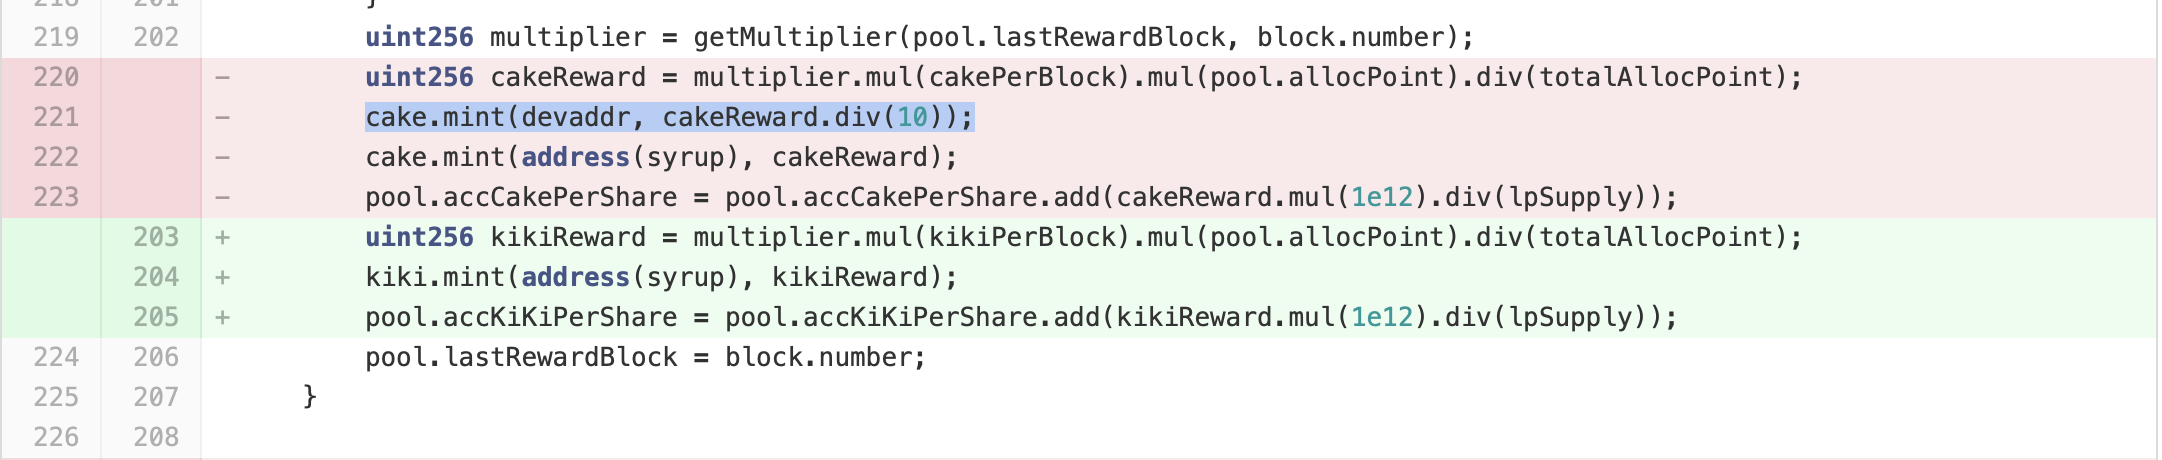 218 201 }
219 202 uint256 multiplier = getMultiplier(pool.lastRewardBlock, block.number);
220 − uint256 cakeReward = multiplier.mul(cakePerBlock).mul(pool.allocPoint).div(totalAllocPoint);
221 − cake.mint(devaddr, cakeReward.div(10));
222 − cake.mint(address(syrup), cakeReward);
223 − pool.accCakePerShare = pool.accCakePerShare.add(cakeReward.mul(1e12).div(lpSupply));
203 + uint256 kikiReward = multiplier.mul(kikiPerBlock).mul(pool.allocPoint).div(totalAllocPoint);
204 + kiki.mint(address(syrup), kikiReward);
205 + pool.accKiKiPerShare = pool.accKiKiPerShare.add(kikiReward.mul(1e12).div(lpSupply));
224 206 pool.lastRewardBlock = block.number;
225 207 }
226 208